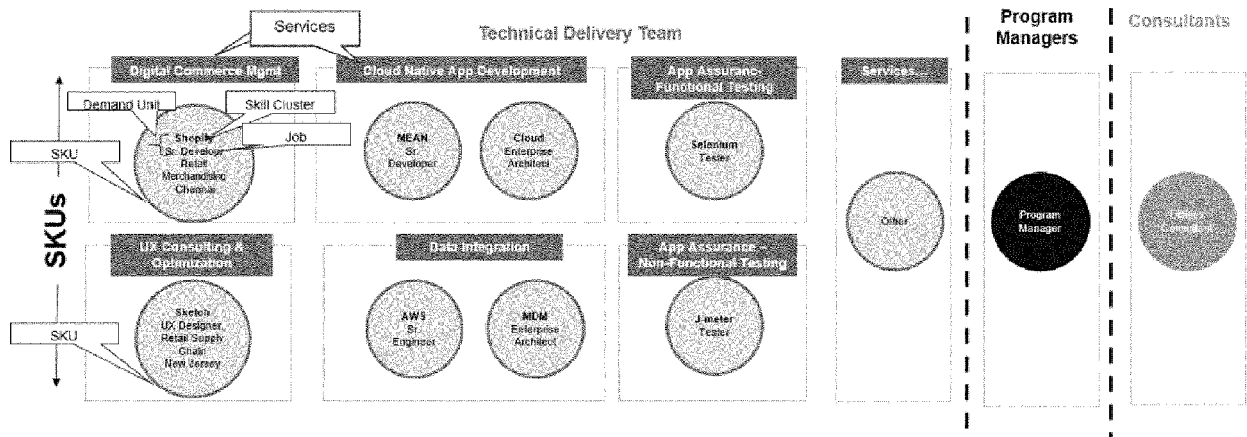 Services
Technical Delivery Team
Program
Managers
Consultants
Digital Commerce Mgmt
Cloud Native App Development
App Assuranc-
Functional Testing
Services...
Demand Unit
Skill Cluster
Job
SKU
Shopify
Sr. Developer
Retail
Merchandising
MEAN
Sr.
Developer
Cloud
Enterprise
Architect
Selenium
Tester
SKUs
Other
Program
Manager
Consultant
UX Consulting &
Optimization
Data Integration
App Assurance –
Non-Functional Testing
SKU
Sketch
UX Designer,
Retail Supply
Chain
New Jersey
AWS
Sr.
Engineer
MDM
Enterprise
Architect
J-meter
Tester